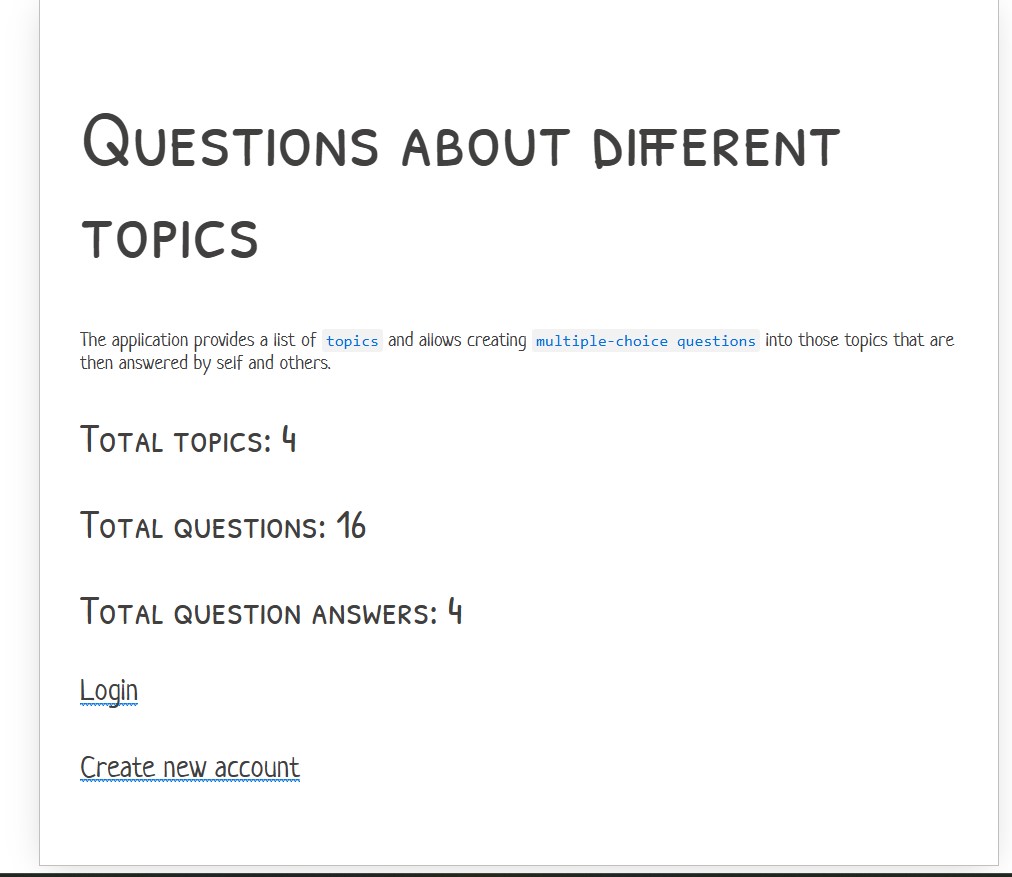 Questions about different
topics
The application provides a list of topics and allows creating multiple-choice questions into those topics that are
then answered by self and others.
Total topics: 4
Total questions: 16
Total question answers: 4
Login
Create new account